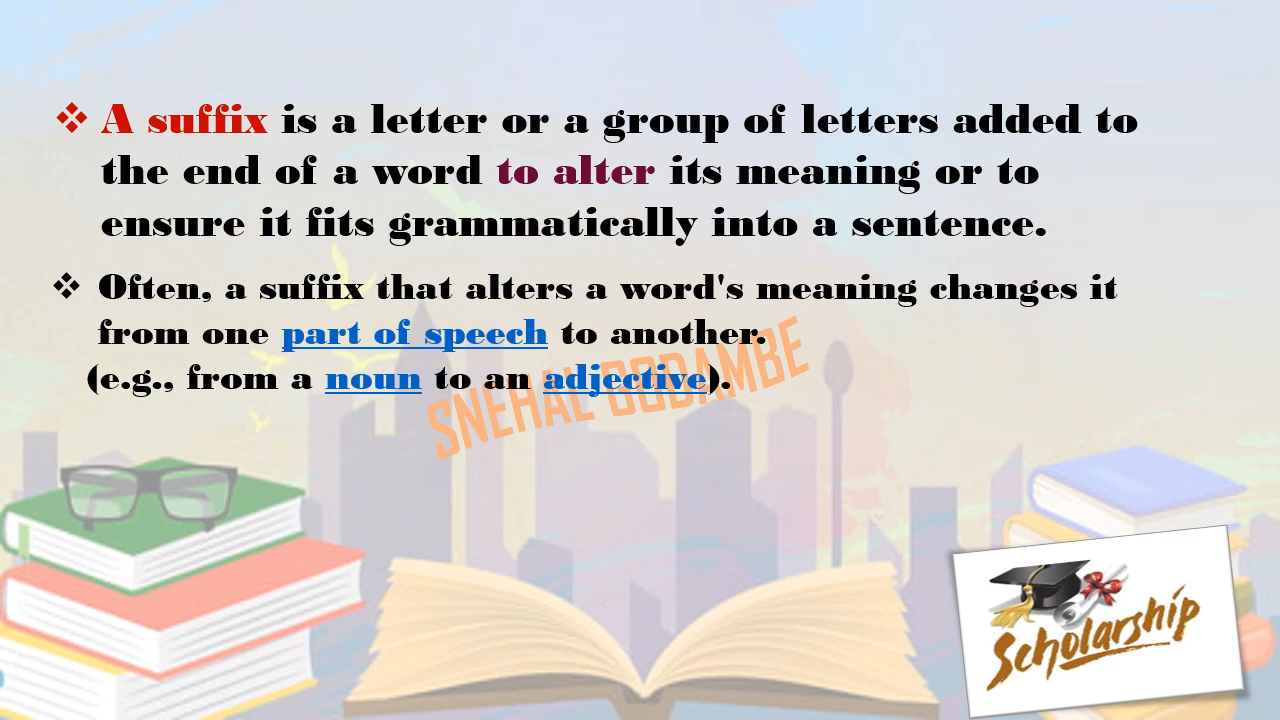 ❖ A suffix is a letter or a group of letters added to
the end of a word to alter its meaning or to
ensure it fits grammatically into a sentence.
❖ Often, a suffix that alters a word's meaning changes it
from one part of speech to another.
(e.g., from a noun to an adjective).
SNEHAL GODAMBE
Scholarship